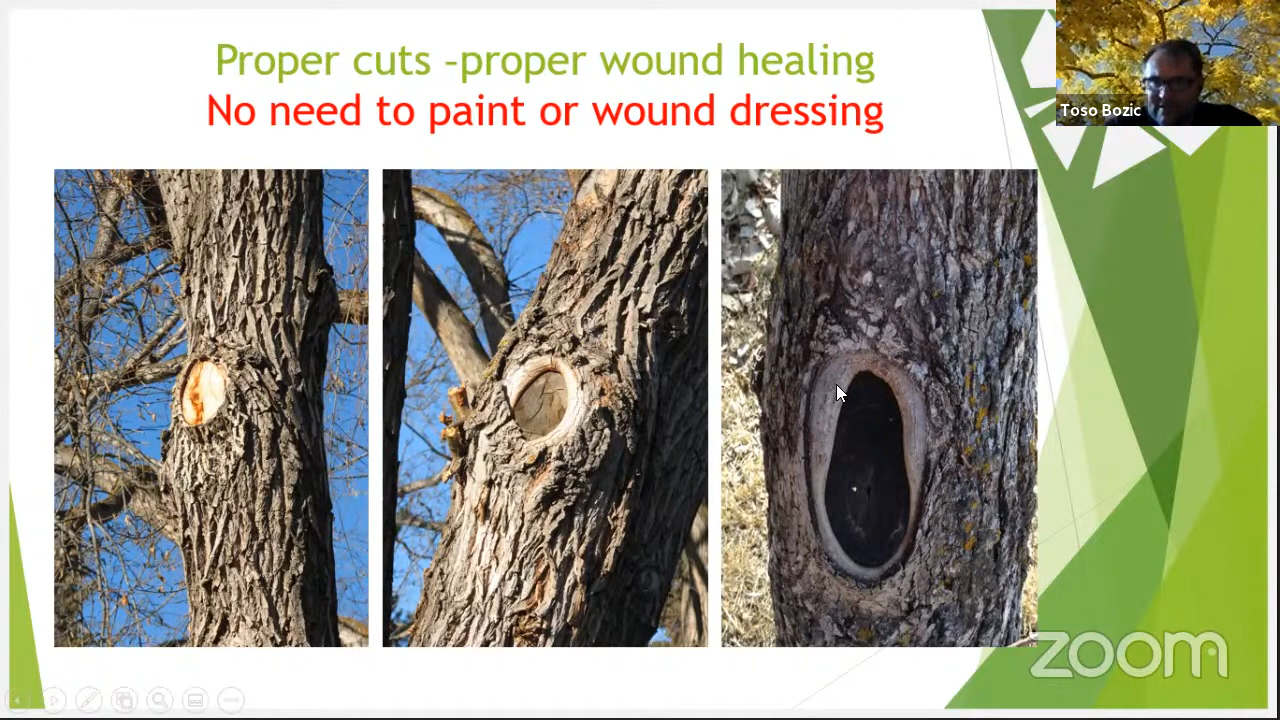 Proper cuts –proper wound healing
No need to paint or wound dressing
Toso Bozic
zoom